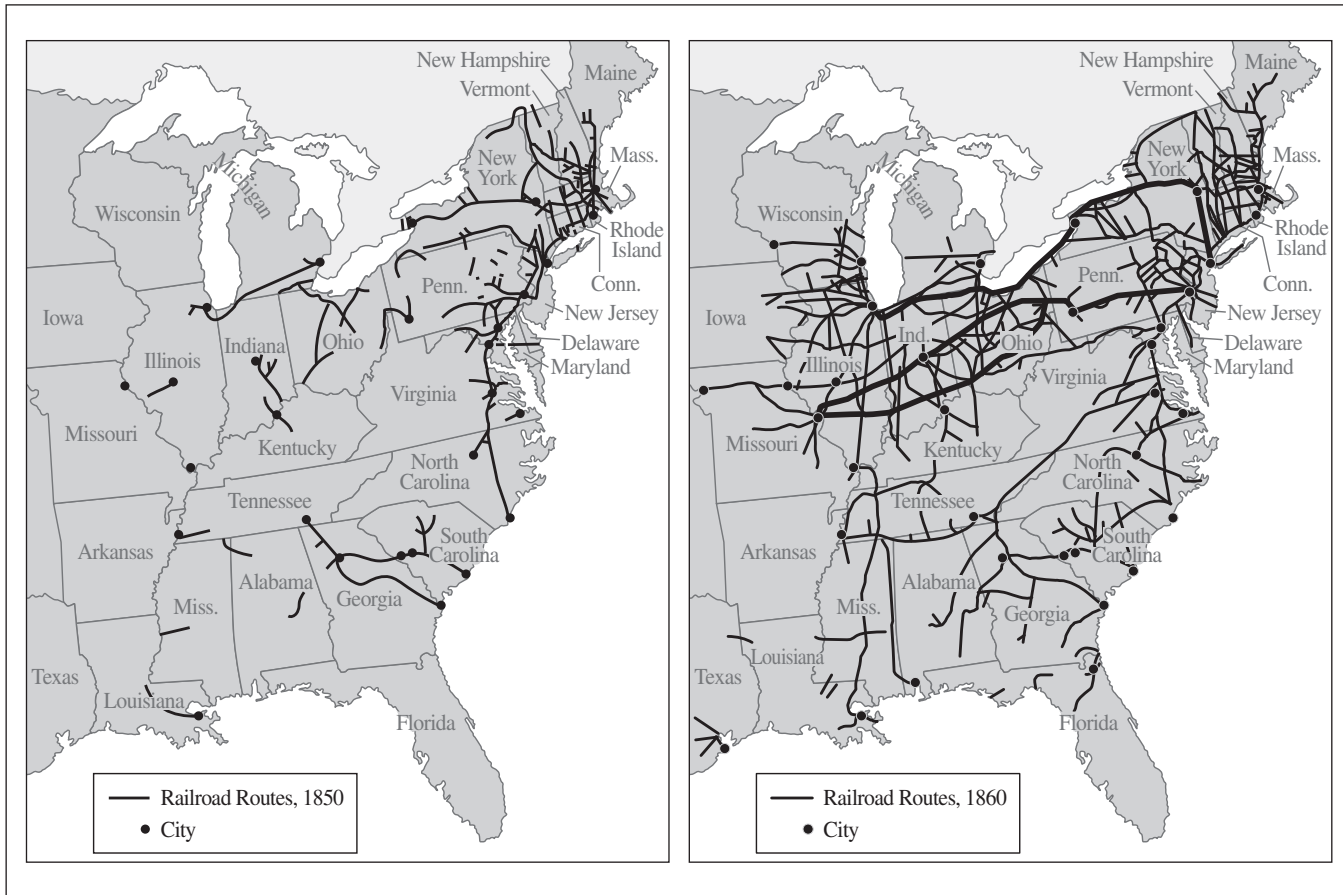 New Hampshire
Vermont
Maine
New
York
Mass.
Michigan
Wisconsin
Rhode
Island
Penn.
Conn.
New Jersey
Iowa
Ohio
Indiana
Illinois
Delaware
Maryland
Virginia
Missouri
Kentucky
North
Carolina
Tennessee
Arkansas
South
Carolina
Alabama
Georgia
Miss.
Texas
Louisiana
Florida
Railroad Routes, 1850
City
New Hampshire
Vermont
Maine
New
York
Mass.
Michigan
Wisconsin
Rhode
Island
Penn.
Conn.
New Jersey
Iowa
Ind.
Ohio
Illinois
Delaware
Maryland
Virginia
Missouri
Kentucky
North
Carolina
Tennessee
Arkansas
South
Carolina
Alabama
Georgia
Miss.
Louisiana
Texas
Florida
Railroad Routes, 1860
City